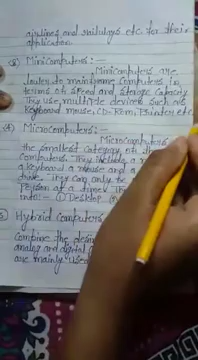 airlines and railways etc. for their
application.
3) Minicomputers :-
Minicomputers are
lower to mainframe computers in
terms of speed and storage capacity
They use multiple devices such as
Keyboard mouse, CD-Rom, Printer etc.
4) Microcomputers :-
Microcomputers
the smallest category of
computers. They include a
a keyboard a mouse and a
drive. They can only
Person at a time.
into:- ① Desktop
5) Hybrid Computers
Combine the
analog and digital
are mainly used